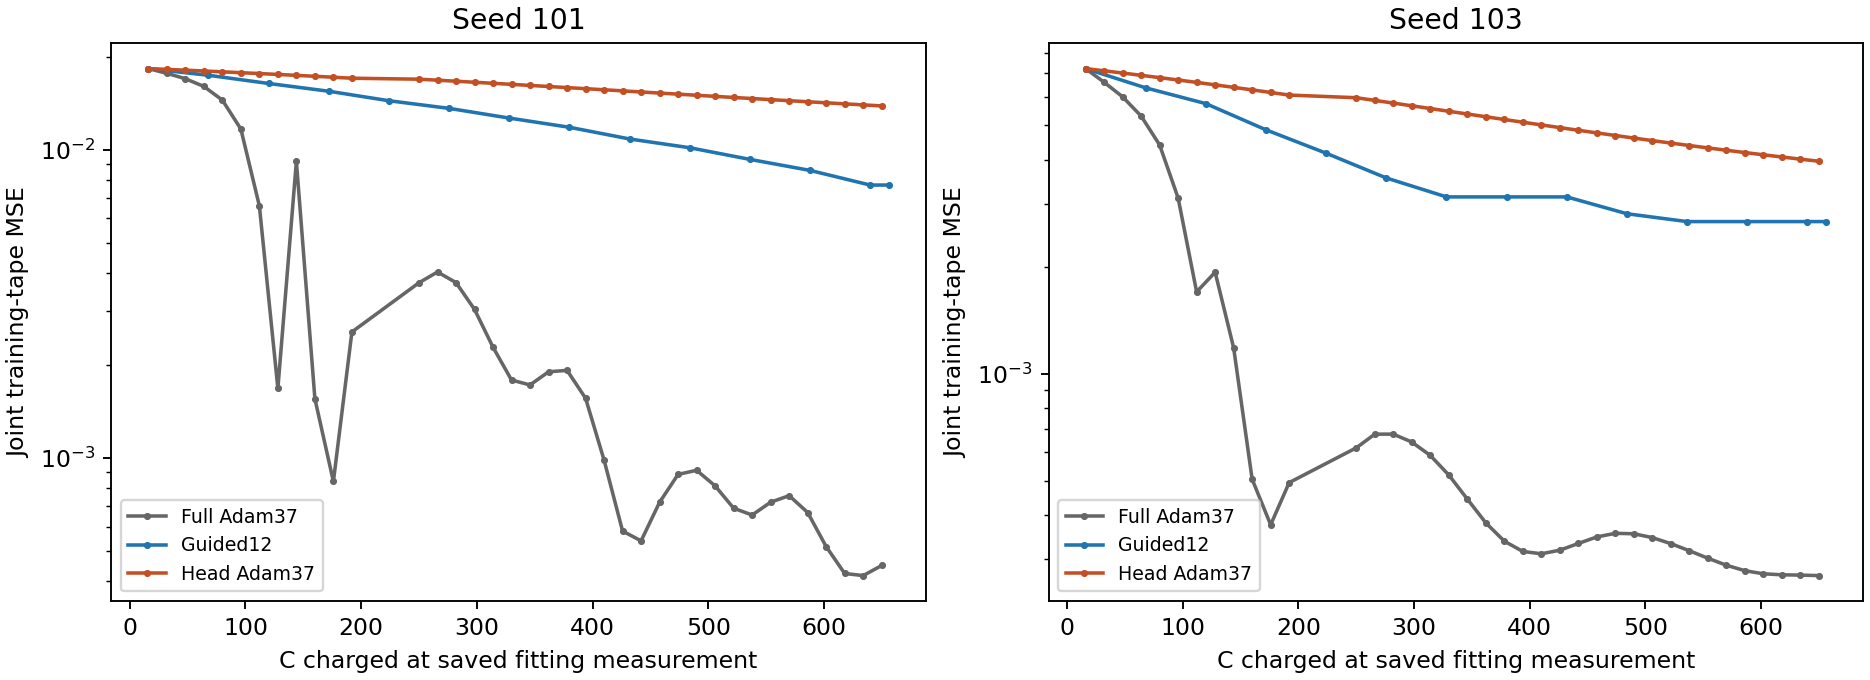 Seed 101
Joint training-tape MSE
10⁻²
10⁻³
Full Adam37
Guided12
Head Adam37
0 100 200 300 400 500 600
C charged at saved fitting measurement
Seed 103
Joint training-tape MSE
10⁻³
Full Adam37
Guided12
Head Adam37
0 100 200 300 400 500 600
C charged at saved fitting measurement